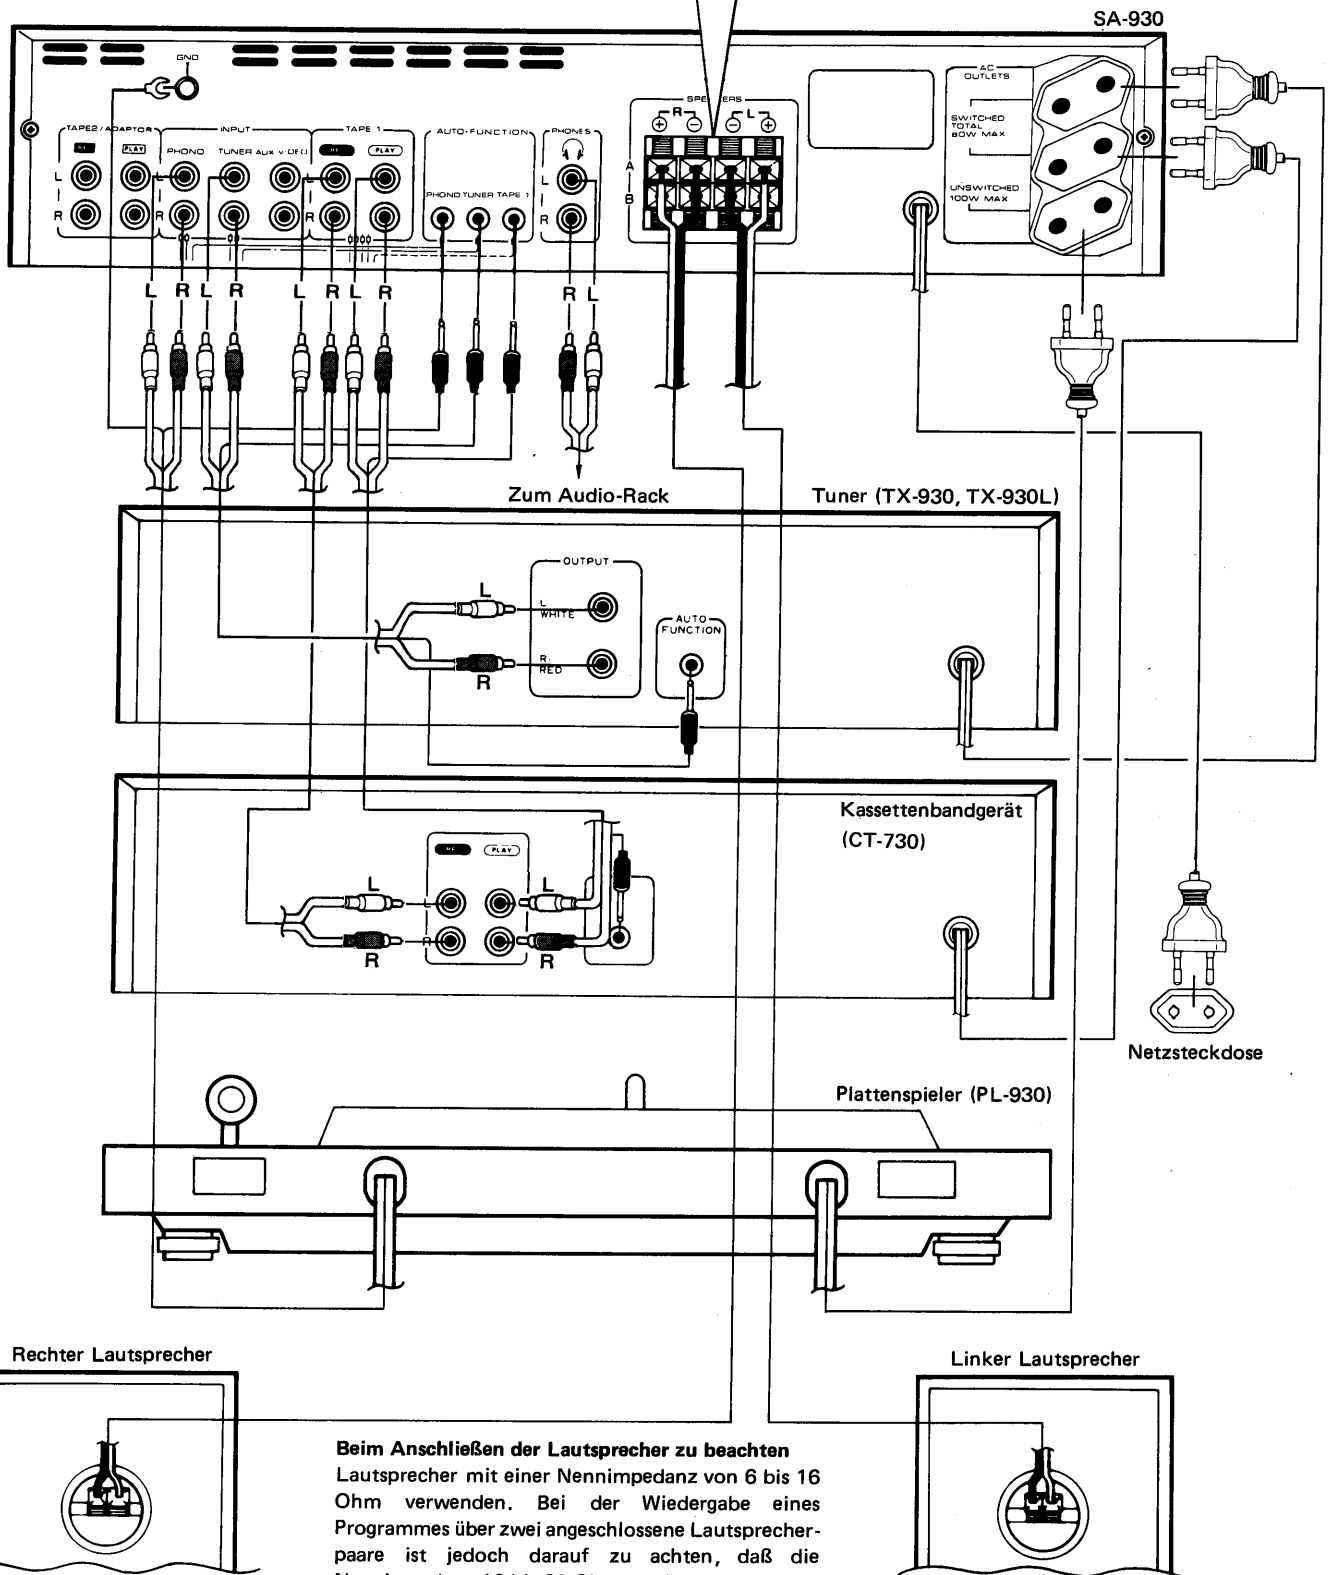 SA-930
GND
AC
OUTLETS
SPEAKERS
R L
SWITCHED
TOTAL
80W MAX
UNSWITCHED
100W MAX
A
B
TAPE2/ADAPTOR
INPUT
TAPE 1
AUTO-FUNCTION
PHONES
PLAY
PHONO
TUNER
AUX
VIDEO
PLAY
PHONO TUNER TAPE 1
L
L
L
L
R
R
R
R
L R L R L R L R R L
Zum Audio-Rack
Tuner (TX-930, TX-930L)
OUTPUT
L
L
WHITE
R
RED
R
AUTO
FUNCTION
Kassettenbandgerät
(CT-730)
PLAY
L
L
L
R
R
R
Netzsteckdose
Plattenspieler (PL-930)
Rechter Lautsprecher
Linker Lautsprecher
Beim Anschließen der Lautsprecher zu beachten
Lautsprecher mit einer Nennimpedanz von 6 bis 16
Ohm verwenden. Bei der Wiedergabe eines
Programmes über zwei angeschlossene Lautsprecher-
paare ist jedoch darauf zu achten, daß die